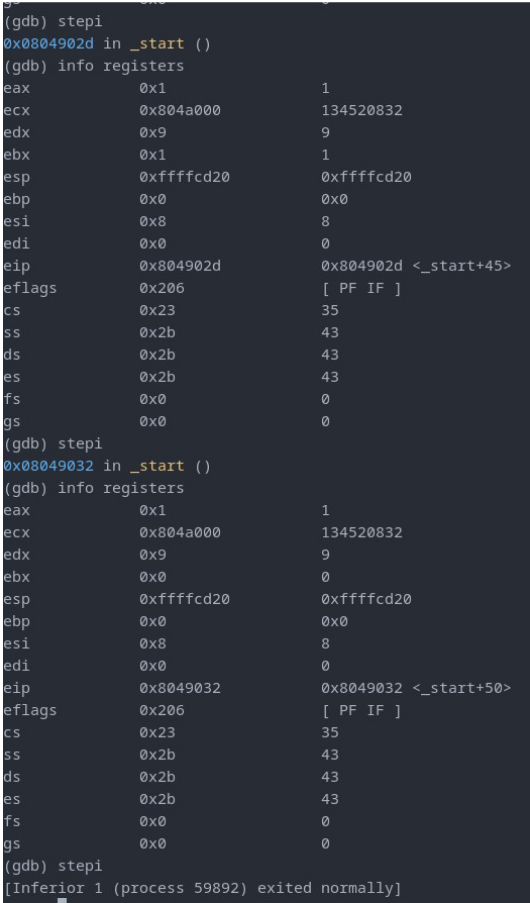 (gdb) stepi
0x0804902d in _start ()
(gdb) info registers
eax 0x1 1
ecx 0x804a000 134520832
edx 0x9 9
ebx 0x1 1
esp 0xffffcd20 0xffffcd20
ebp 0x0 0x0
esi 0x8 8
edi 0x0 0
eip 0x804902d 0x804902d <_start+45>
eflags 0x206 [ PF IF ]
cs 0x23 35
ss 0x2b 43
ds 0x2b 43
es 0x2b 43
fs 0x0 0
gs 0x0 0
(gdb) stepi
0x08049032 in _start ()
(gdb) info registers
eax 0x1 1
ecx 0x804a000 134520832
edx 0x9 9
ebx 0x0 0
esp 0xffffcd20 0xffffcd20
ebp 0x0 0x0
esi 0x8 8
edi 0x0 0
eip 0x8049032 0x8049032 <_start+50>
eflags 0x206 [ PF IF ]
cs 0x23 35
ss 0x2b 43
ds 0x2b 43
es 0x2b 43
fs 0x0 0
gs 0x0 0
(gdb) stepi
[Inferior 1 (process 59892) exited normally]